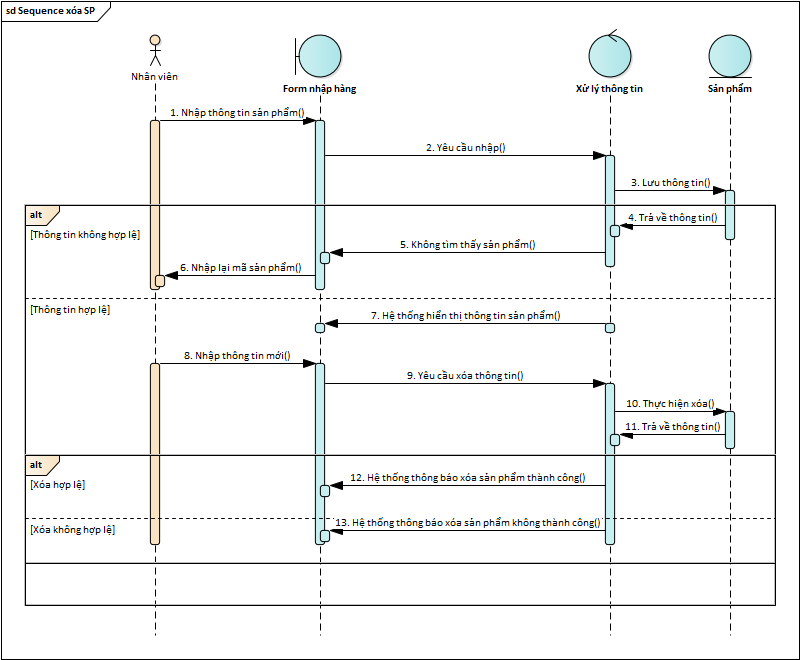 sd Sequence xóa SP
Nhân viên
Form nhập hàng
Xử lý thông tin
Sản phẩm
1. Nhập thông tin sản phẩm()
2. Yêu cầu nhập()
3. Lưu thông tin()
alt
4. Trả về thông tin()
[Thông tin không hợp lệ]
5. Không tìm thấy sản phẩm()
6. Nhập lại mã sản phẩm()
[Thông tin hợp lệ]
7. Hệ thống hiển thị thông tin sản phẩm()
8. Nhập thông tin mới()
9. Yêu cầu xóa thông tin()
10. Thực hiện xóa()
11. Trả về thông tin()
alt
12. Hệ thống thông báo xóa sản phẩm thành công()
[Xóa hợp lệ]
13. Hệ thống thông báo xóa sản phẩm không thành công()
[Xóa không hợp lệ]